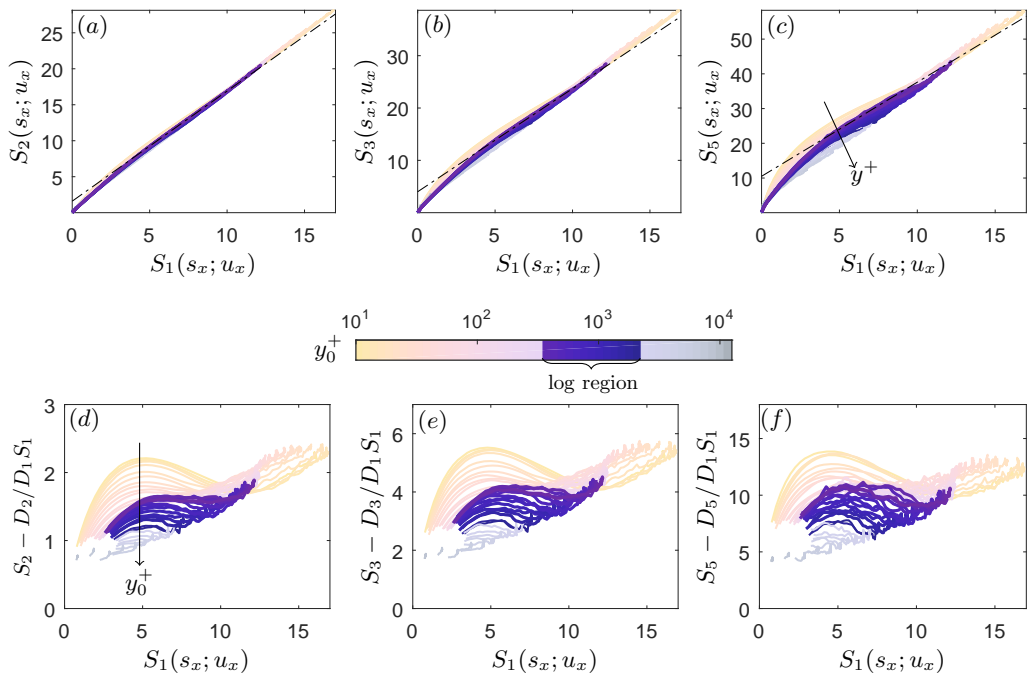 (a)
S_2(s_x; u_x)
25
20
15
10
5
0 5 10 15
S_1(s_x; u_x)
(b)
S_3(s_x; u_x)
30
20
10
0 5 10 15
S_1(s_x; u_x)
(c)
S_5(s_x; u_x)
50
40
30
20
10
y^+
0 5 10 15
S_1(s_x; u_x)
10^1 10^2 10^3 10^4
y_0^+
log region
(d)
S_2 − D_2/D_1 S_1
3
2
1
0
y_0^+
0 5 10 15
S_1(s_x; u_x)
(e)
S_3 − D_3/D_1 S_1
6
4
2
0
0 5 10 15
S_1(s_x; u_x)
(f)
S_5 − D_5/D_1 S_1
15
10
5
0
0 5 10 15
S_1(s_x; u_x)